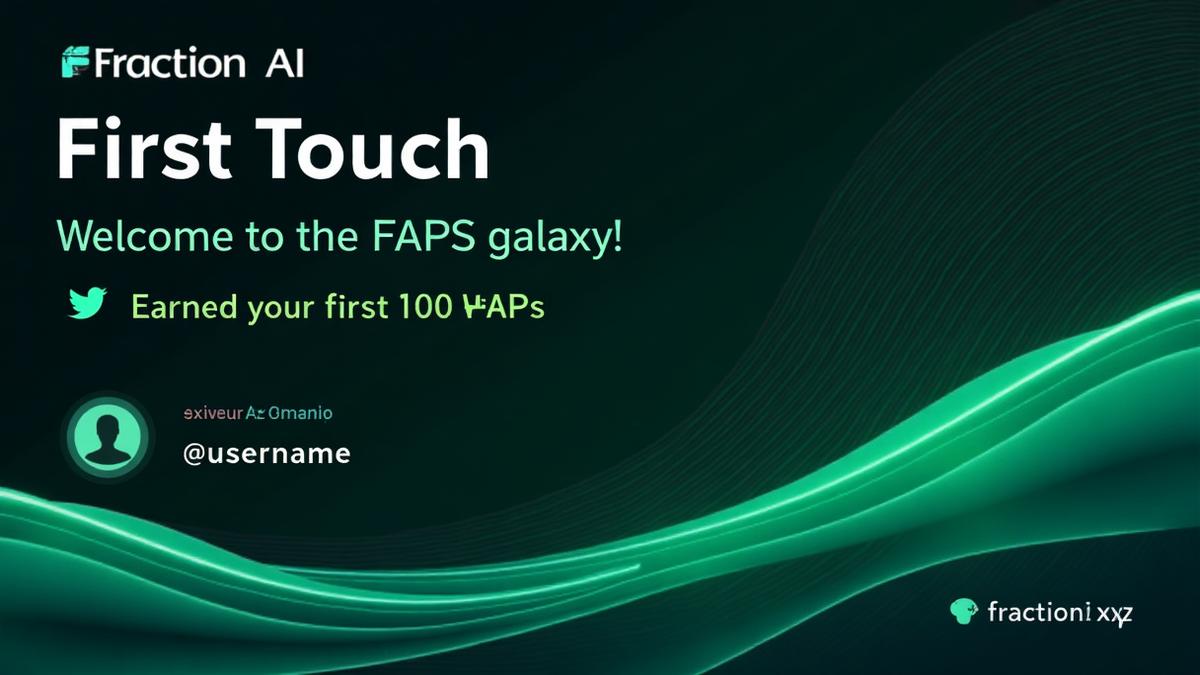 Fraction AI
First Touch
Welcome to the FAPS galaxy!
Earned your first 100
@username